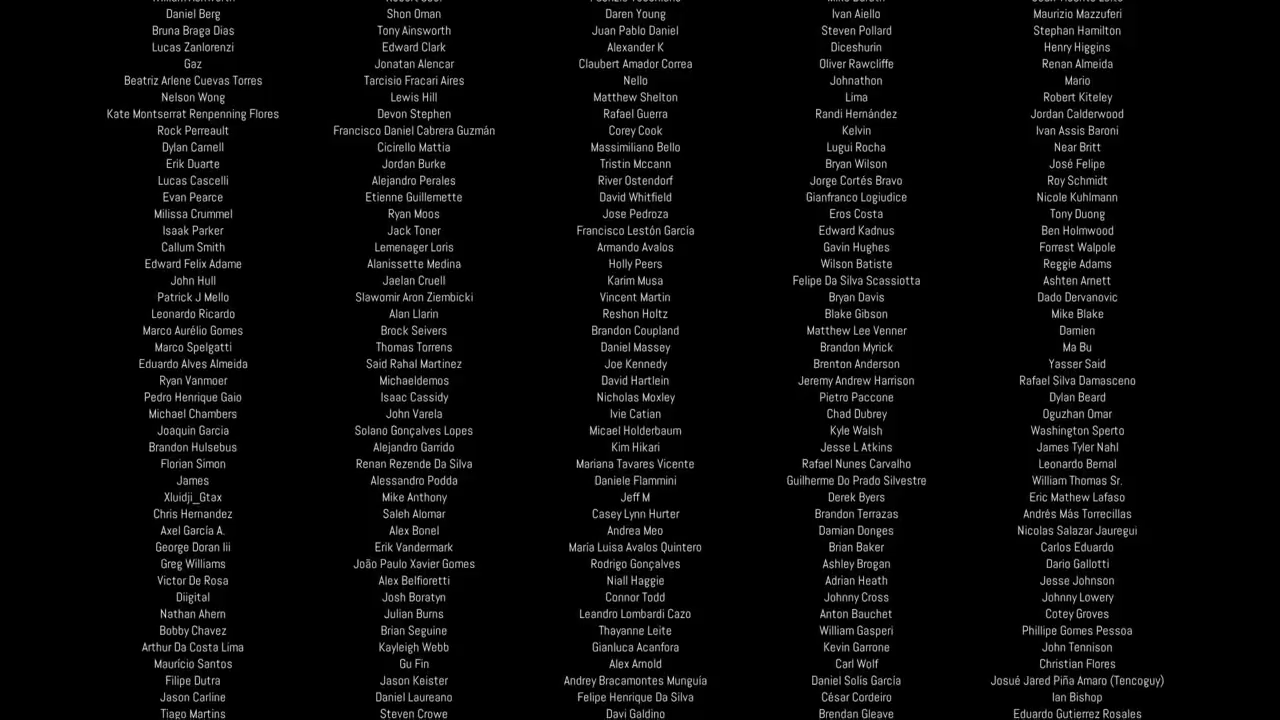 Daniel Berg
Bruna Braga Dias
Lucas Zanlorenzi
Gaz
Beatriz Arlene Cuevas Torres
Nelson Wong
Kate Montserrat Renpenning Flores
Rock Perreault
Dylan Carnell
Erik Duarte
Lucas Cascelli
Evan Pearce
Milissa Crummel
Isaak Parker
Callum Smith
Edward Felix Adame
John Hull
Patrick J Mello
Leonardo Ricardo
Marco Aurélio Gomes
Marco Spelgatti
Eduardo Alves Almeida
Ryan Vanmoer
Pedro Henrique Gaio
Michael Chambers
Joaquin Garcia
Brandon Hulsebus
Florian Simon
James
Xluidji_Gtax
Chris Hernandez
Axel García A.
George Doran Iii
Greg Williams
Victor De Rosa
Diigital
Nathan Ahern
Bobby Chavez
Arthur Da Costa Lima
Maurício Santos
Filipe Dutra
Jason Carline
Tiago Martins
Shon Oman
Tony Ainsworth
Edward Clark
Jonatan Alencar
Tarcisio Fracari Aires
Lewis Hill
Devon Stephen
Francisco Daniel Cabrera Guzmán
Cicirello Mattia
Jordan Burke
Alejandro Perales
Etienne Guillemette
Ryan Moos
Jack Toner
Lemenager Loris
Alanissette Medina
Jaelan Cruell
Slawomir Aron Ziembicki
Alan Llarin
Brock Seivers
Thomas Torrens
Said Rahal Martinez
Michaeldemos
Isaac Cassidy
John Varela
Solano Gonçalves Lopes
Alejandro Garrido
Renan Rezende Da Silva
Alessandro Podda
Mike Anthony
Saleh Alomar
Alex Bonel
Erik Vandermark
João Paulo Xavier Gomes
Alex Belfioretti
Josh Boratyn
Julian Burns
Brian Seguine
Kayleigh Webb
Gu Fin
Jason Keister
Daniel Laureano
Steven Crowe
Daren Young
Juan Pablo Daniel
Alexander K
Claubert Amador Correa
Nello
Matthew Shelton
Rafael Guerra
Corey Cook
Massimiliano Bello
Tristin Mccann
River Ostendorf
David Whitfield
Jose Pedroza
Francisco Lestón García
Armando Avalos
Holly Peers
Karim Musa
Vincent Martin
Reshon Holtz
Brandon Coupland
Daniel Massey
Joe Kennedy
David Hartlein
Nicholas Moxley
Ivie Catian
Micael Holderbaum
Kim Hikari
Mariana Tavares Vicente
Daniele Flammini
Jeff M
Casey Lynn Hurter
Andrea Meo
Maria Luisa Avalos Quintero
Rodrigo Gonçalves
Niall Haggie
Connor Todd
Leandro Lombardi Cazo
Thayanne Leite
Gianluca Acanfora
Alex Arnold
Andrey Bracamontes Munguía
Felipe Henrique Da Silva
Davi Galdino
Ivan Aiello
Steven Pollard
Diceshurin
Oliver Rawcliffe
Johnathon
Lima
Randi Hernández
Kelvin
Lugui Rocha
Bryan Wilson
Jorge Cortés Bravo
Gianfranco Logiudice
Eros Costa
Edward Kadnus
Gavin Hughes
Wilson Batiste
Felipe Da Silva Scassiotta
Bryan Davis
Blake Gibson
Matthew Lee Venner
Brandon Myrick
Brenton Anderson
Jeremy Andrew Harrison
Pietro Paccone
Chad Dubrey
Kyle Walsh
Jesse L Atkins
Rafael Nunes Carvalho
Guilherme Do Prado Silvestre
Derek Byers
Brandon Terrazas
Damian Donges
Brian Baker
Ashley Brogan
Adrian Heath
Johnny Cross
Anton Bauchet
William Gasperi
Kevin Garrone
Carl Wolf
Daniel Solís García
César Cordeiro
Brendan Gleave
Maurizio Mazzuferi
Stephan Hamilton
Henry Higgins
Renan Almeida
Mario
Robert Kiteley
Jordan Calderwood
Ivan Assis Baroni
Near Britt
José Felipe
Roy Schmidt
Nicole Kuhlmann
Tony Duong
Ben Holmwood
Forrest Walpole
Reggie Adams
Ashten Arnett
Dado Dervanovic
Mike Blake
Damien
Ma Bu
Yasser Said
Rafael Silva Damasceno
Dylan Beard
Oguzhan Omar
Washington Sperto
James Tyler Nahl
Leonardo Bernal
William Thomas Sr.
Eric Mathew Lafaso
Andrés Más Torrecillas
Nicolas Salazar Jauregui
Carlos Eduardo
Dario Gallotti
Jesse Johnson
Johnny Lowery
Cotey Groves
Phillipe Gomes Pessoa
John Tennison
Christian Flores
Josué Jared Piña Amaro (Tencoguy)
Ian Bishop
Eduardo Gutierrez Rosales